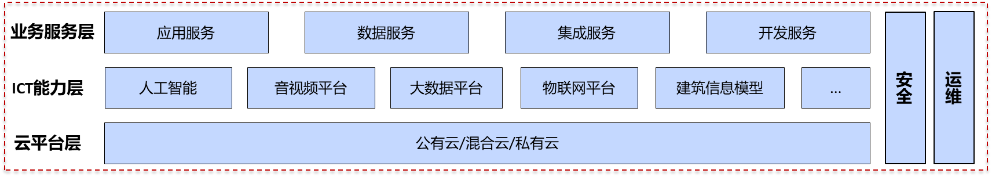 业务服务层
应用服务
数据服务
集成服务
开发服务
ICT能力层
人工智能
音视频平台
大数据平台
物联网平台
建筑信息模型
...
云平台层
公有云/混合云/私有云
安全
运维